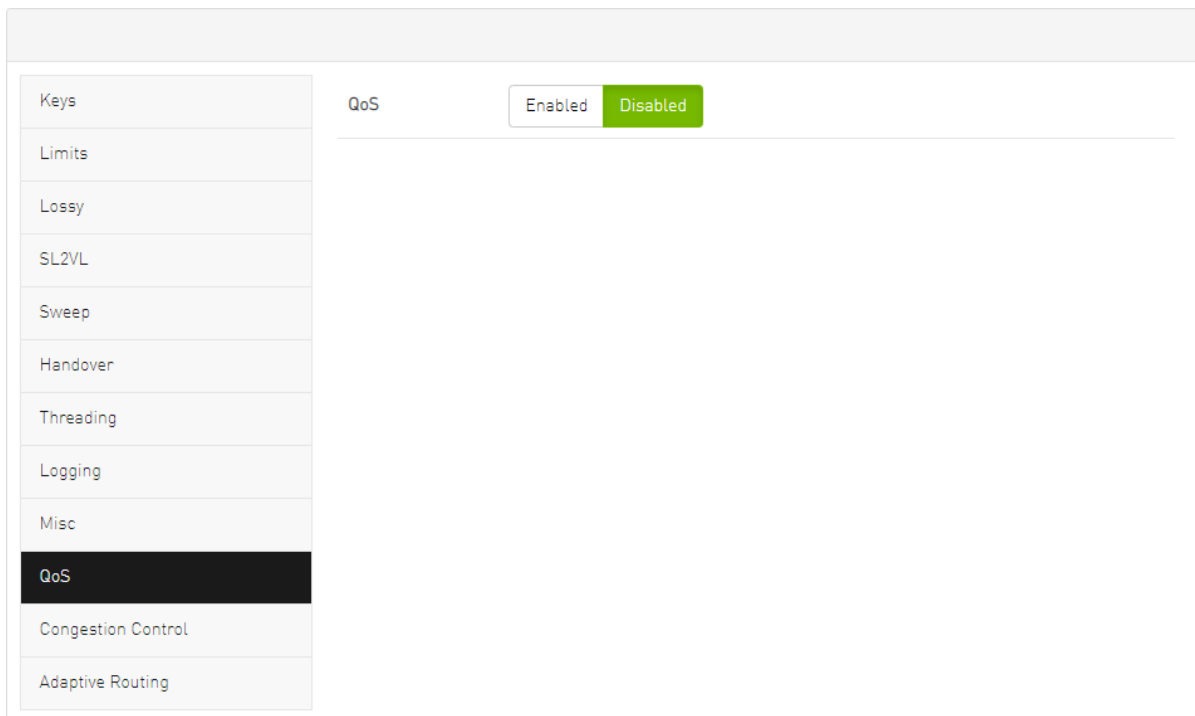 Keys
QoS Enabled Disabled
Limits
Lossy
SL2VL
Sweep
Handover
Threading
Logging
Misc
QoS
Congestion Control
Adaptive Routing